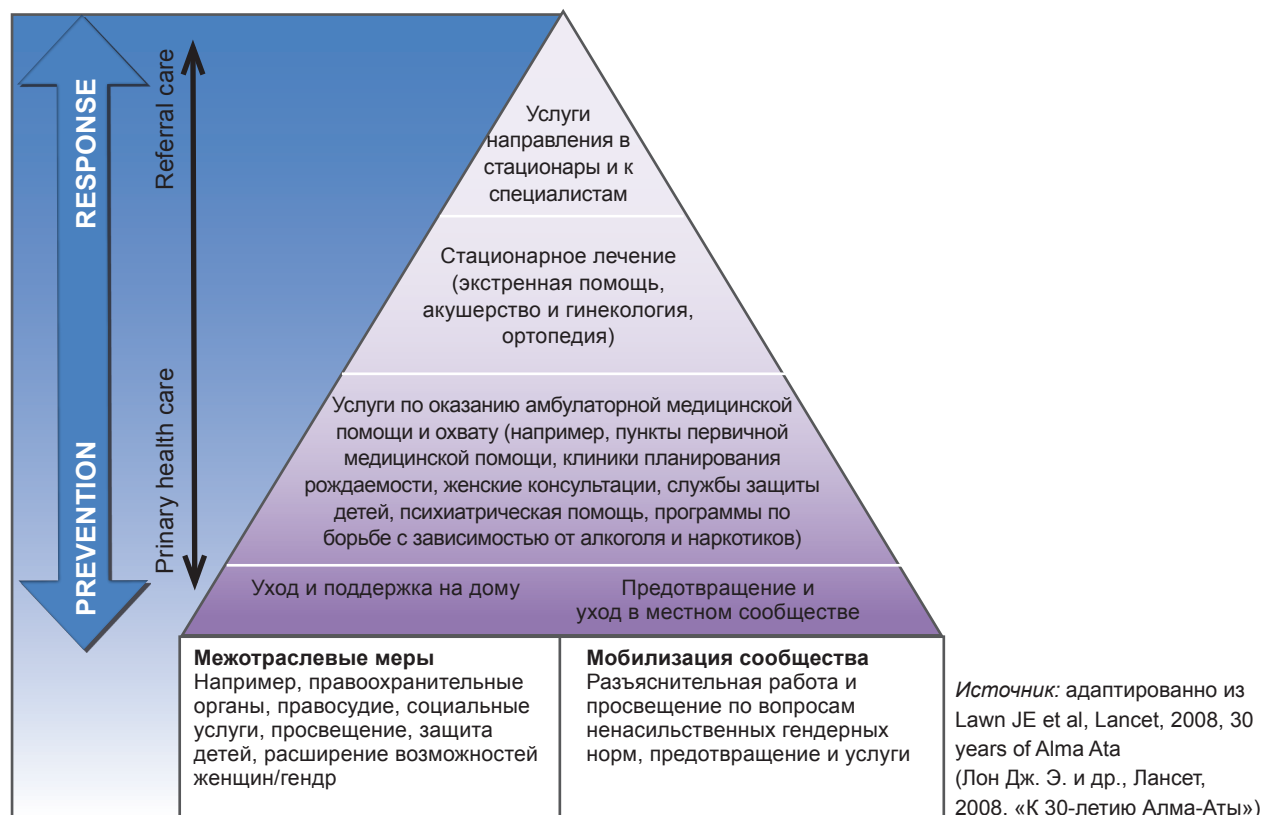 RESPONSE
PREVENTION
Referral care
Prinary health care
Услуги
направления в
стационары и к
специалистам
Стационарное лечение
(экстренная помощь,
акушерство и гинекология,
ортопедия)
Услуги по оказанию амбулаторной медицинской
помощи и охвату (например, пункты первичной
медицинской помощи, клиники планирования
рождаемости, женские консультации, службы защиты
детей, психиатрическая помощь, программы по
борьбе с зависимостью от алкоголя и наркотиков)
Уход и поддержка на дому
Предотвращение и
уход в местном сообществе
Межотраслевые меры
Например, правоохранительные
органы, правосудие, социальные
услуги, просвещение, защита
детей, расширение возможностей
женщин/гендр
Мобилизация сообщества
Разъяснительная работа и
просвещение по вопросам
ненасильственных гендерных
норм, предотвращение и услуги
Источник: адаптированно из
Lawn JE et al, Lancet, 2008, 30
years of Alma Ata
(Лон Дж. Э. и др., Лансет,
2008, «К 30-летию Алма-Аты»)